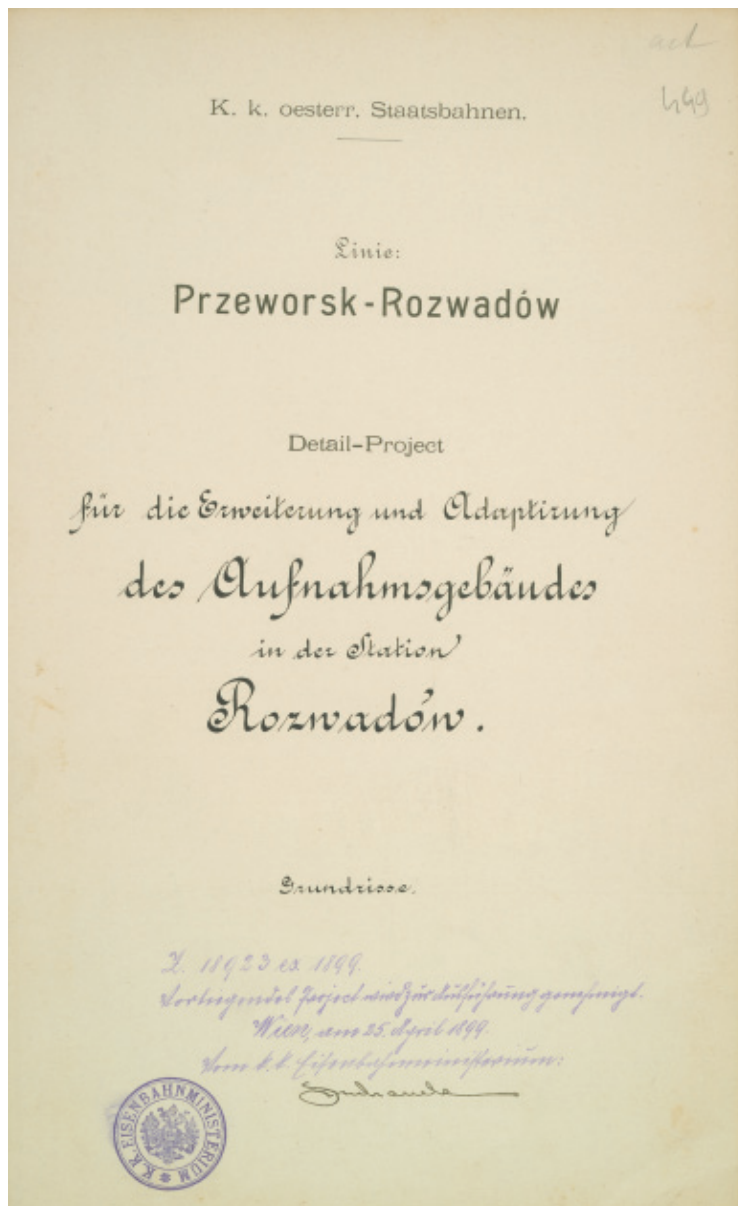 449
K. k. oesterr. Staatsbahnen.
Linie:
Przeworsk-Rozwadów
Detail-Project
für die Erweiterung und Adaptirung
des Aufnahmsgebäudes
in der Station
Rozwadów.
Grundrisse.
Z. 18923 ex 1899.
Vorliegendes Project wird zur Ausführung genehmigt.
Wien, am 25. April 1899.
Vom k. k. Eisenbahnministerium:
K. K. EISENBAHNMINISTERIUM